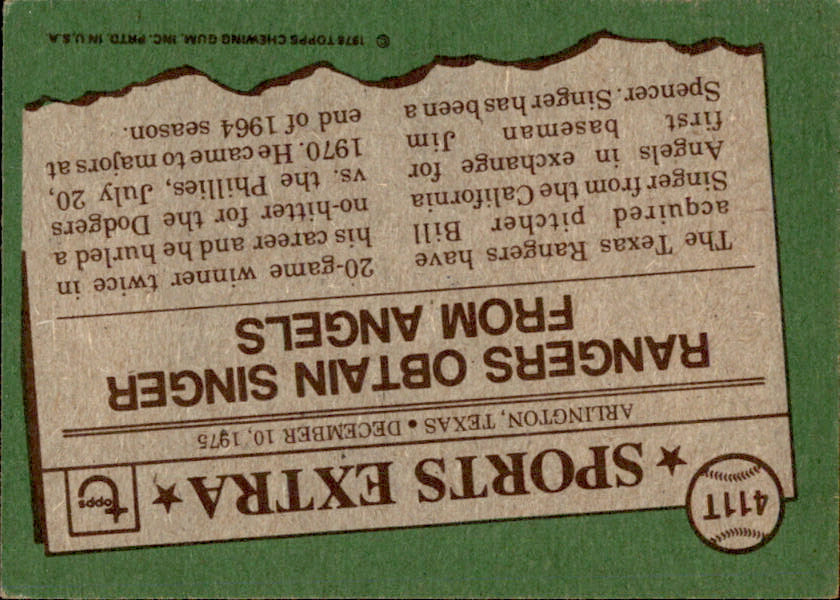 411T
★ SPORTS EXTRA ★
topps
ARLINGTON, TEXAS • DECEMBER 10, 1975
RANGERS OBTAIN SINGER
FROM ANGELS
The Texas Rangers have
acquired pitcher Bill
Singer from the California
Angels in exchange for
first baseman Jim
Spencer. Singer has been a
20-game winner twice in
his career and he hurled a
no-hitter for the Dodgers
vs. the Phillies, July 20,
1970. He came to majors at
end of 1964 season.
© 1976 TOPPS CHEWING GUM, INC. PRTD. IN U.S.A.